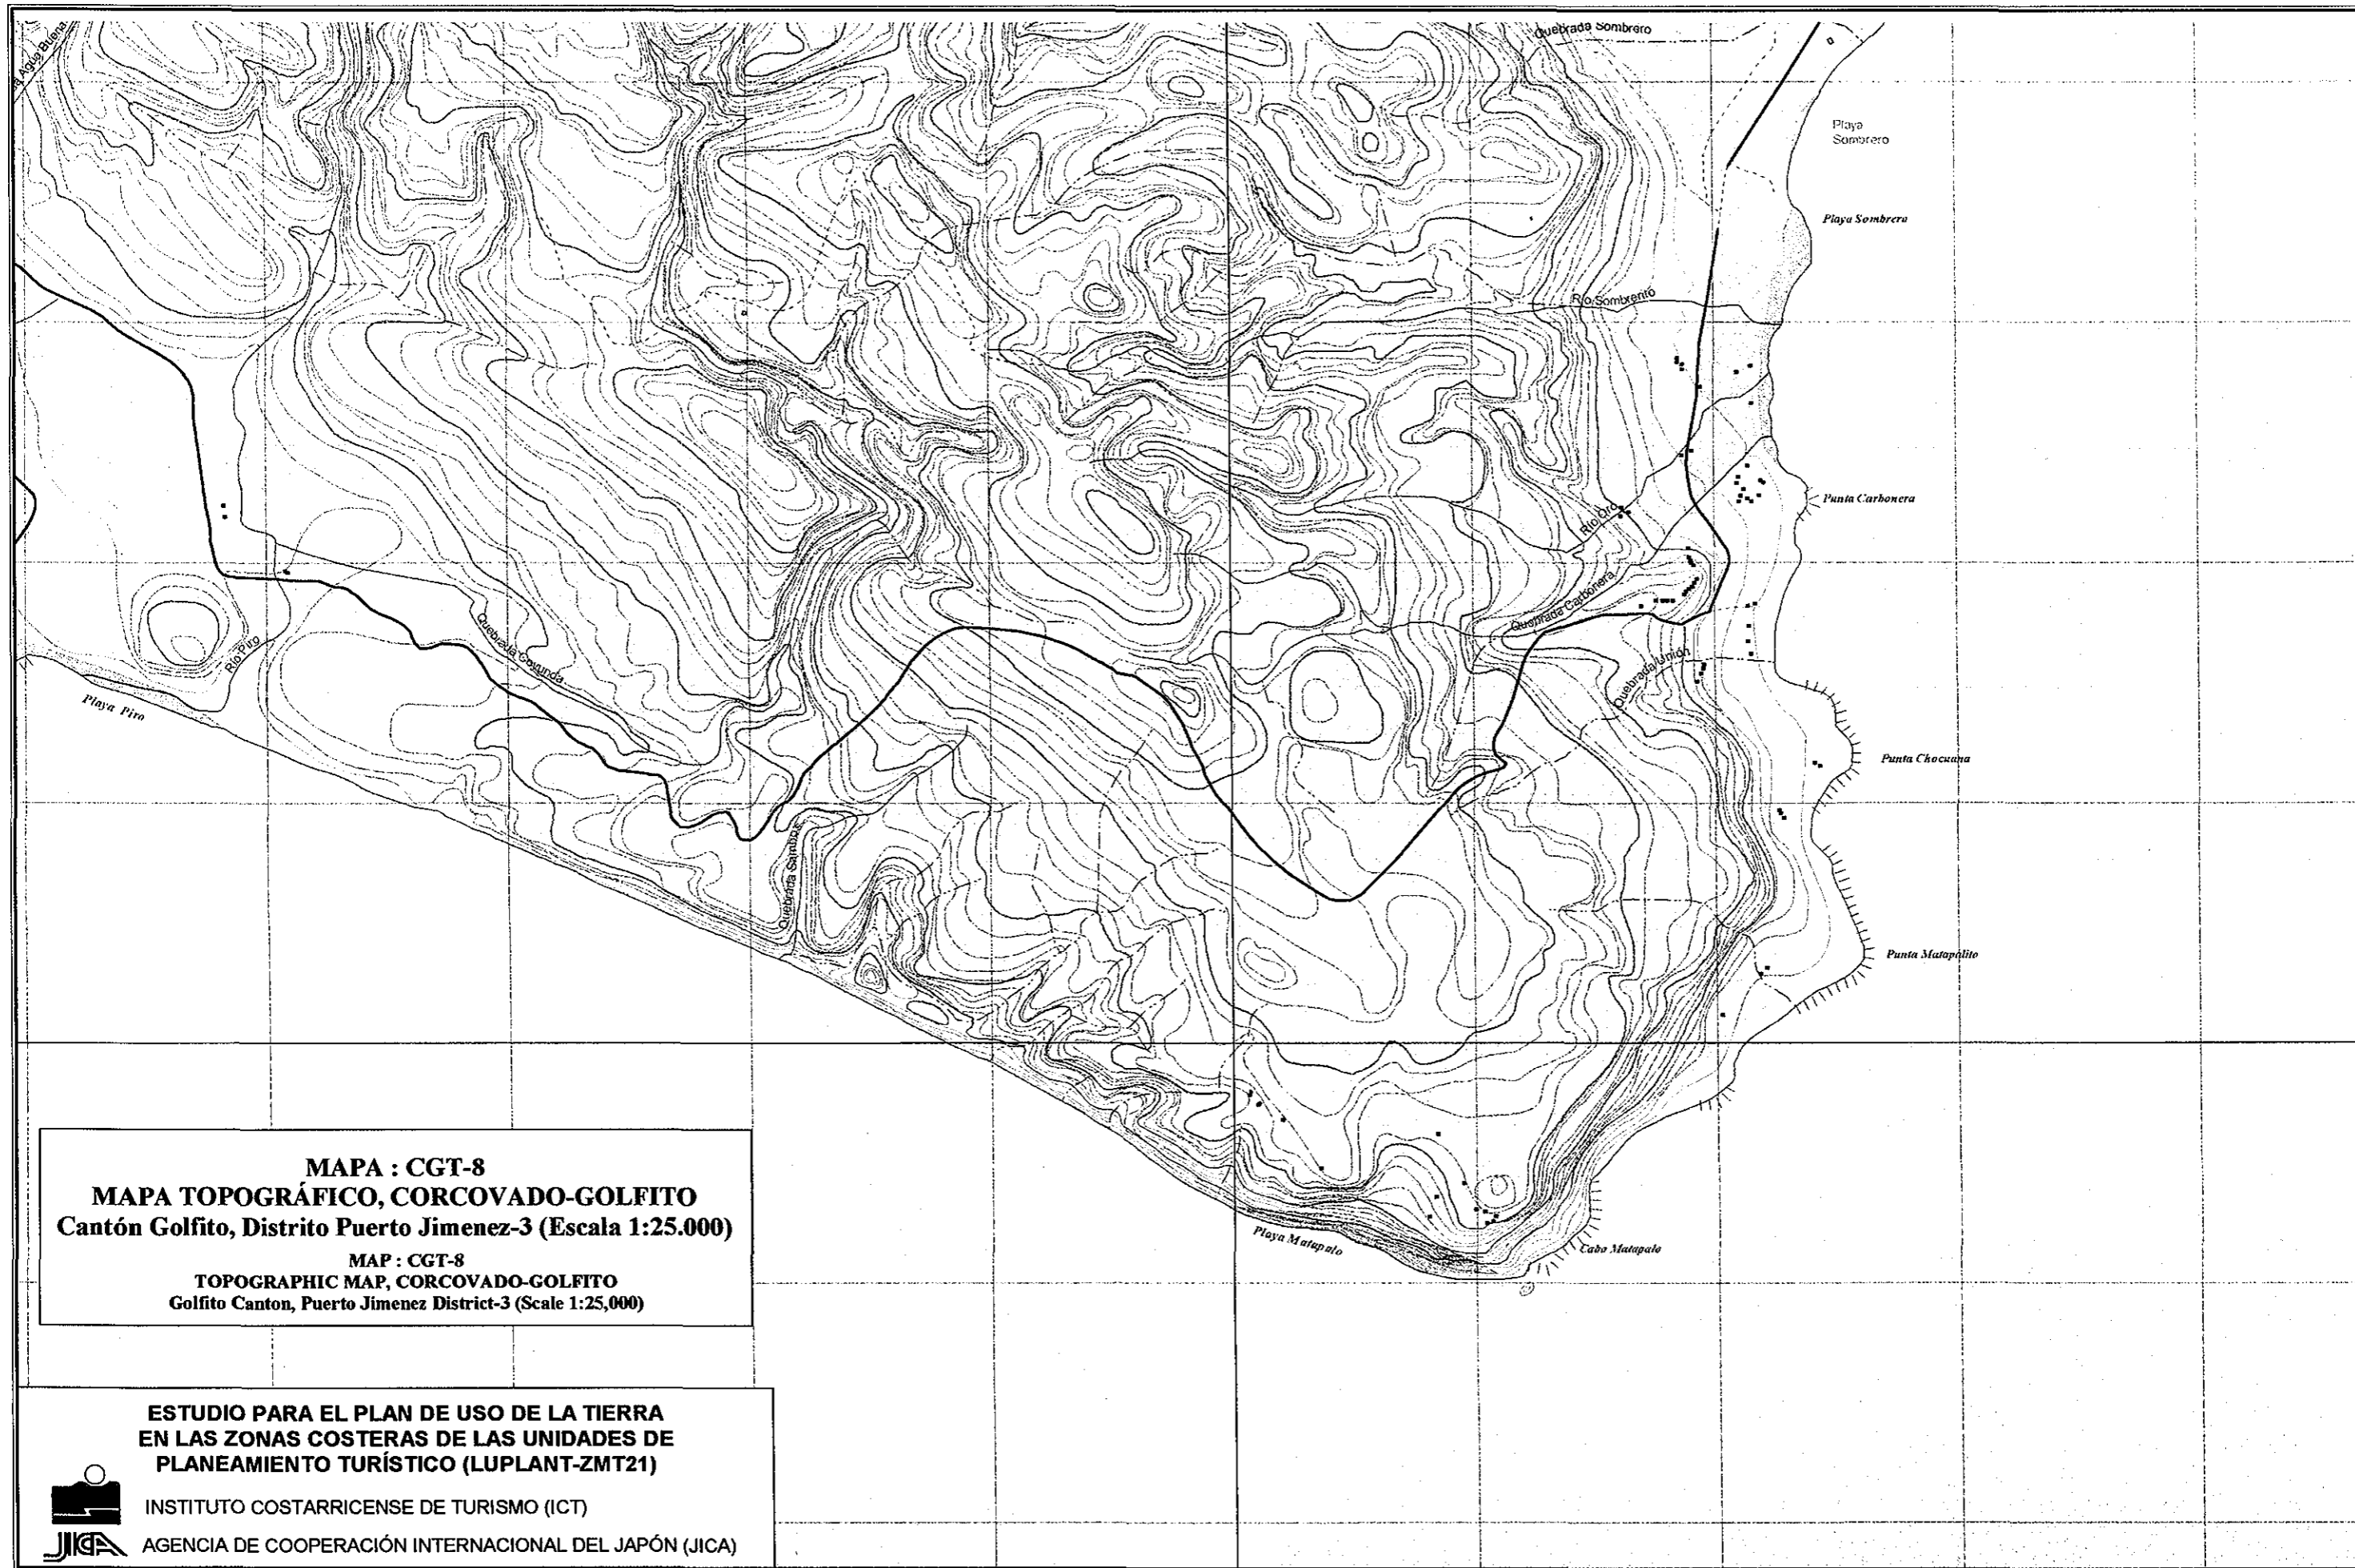 Agua Buena
Quebrada Sombrero
Playa
Sombrero
Playa Sombrero
Río Sombrerito
Punta Carbonera
Río Oro
Quebrada Carbonera
Quebrada Coyunda
Río Piro
Quebrada Unión
Playa Piro
Punta Chocuana
Quebrada Sambios
Punta Matapalito
Playa Matapalo
Cabo Matapalo
MAPA : CGT-8
MAPA TOPOGRÁFICO, CORCOVADO-GOLFITO
Cantón Golfito, Distrito Puerto Jimenez-3 (Escala 1:25.000)
MAP : CGT-8
TOPOGRAPHIC MAP, CORCOVADO-GOLFITO
Golfito Canton, Puerto Jimenez District-3 (Scale 1:25,000)
ESTUDIO PARA EL PLAN DE USO DE LA TIERRA
EN LAS ZONAS COSTERAS DE LAS UNIDADES DE
PLANEAMIENTO TURÍSTICO (LUPLANT-ZMT21)
INSTITUTO COSTARRICENSE DE TURISMO (ICT)
JICA AGENCIA DE COOPERACIÓN INTERNACIONAL DEL JAPÓN (JICA)